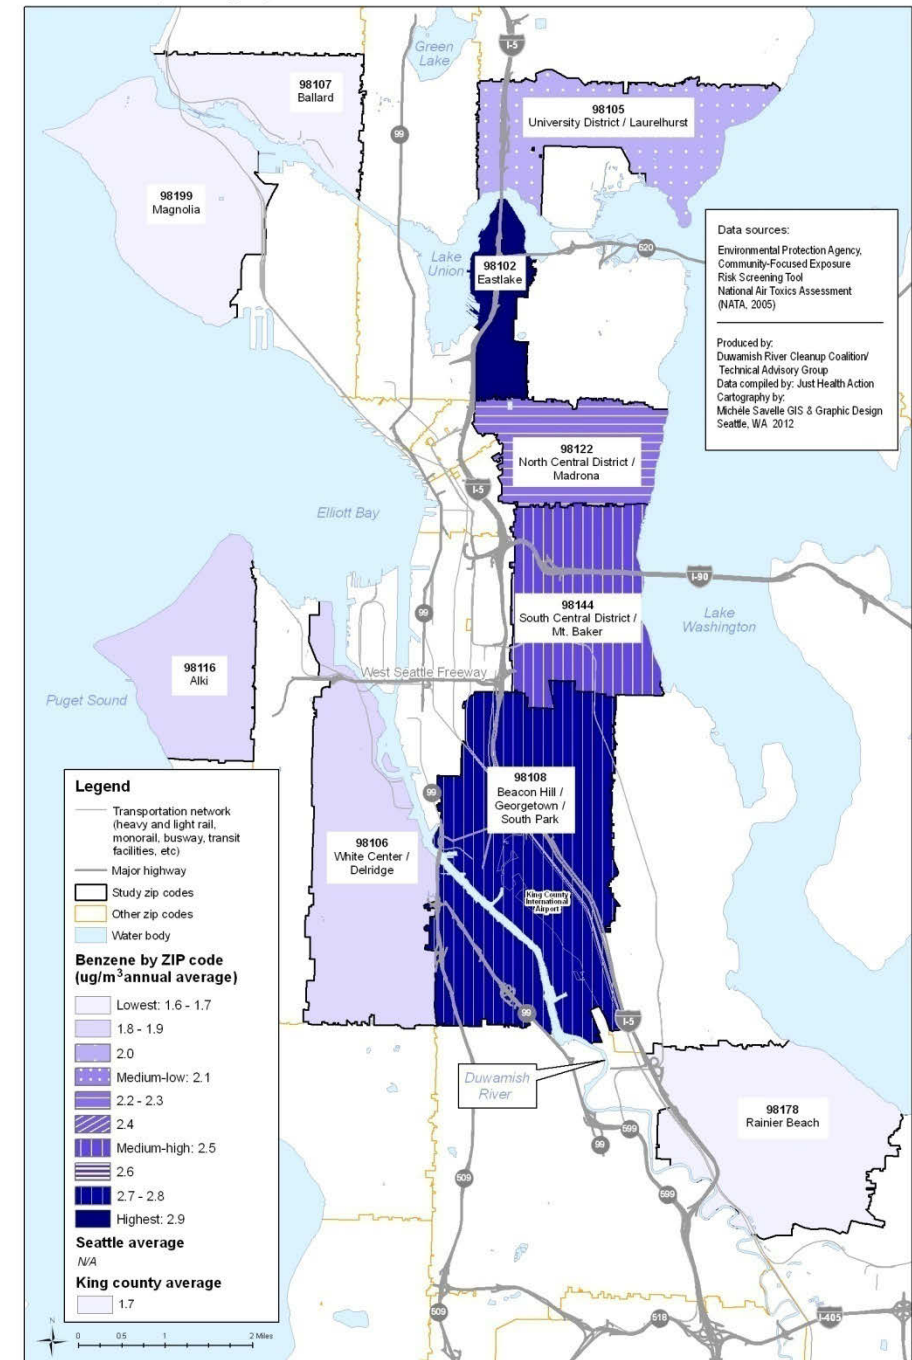 Green
Lake
I-5
98107
Ballard
98105
University District / Laurelhurst
99
98199
Magnolia
Lake
Union
98102
Eastlake
520
Data sources:
Environmental Protection Agency,
Community-Focused Exposure
Risk Screening Tool
National Air Toxics Assessment
(NATA, 2005)
Produced by:
Duwamish River Cleanup Coalition/
Technical Advisory Group
Data compiled by: Just Health Action
Cartography by:
Michéle Savelle GIS & Graphic Design
Seattle, WA 2012
98122
North Central District /
Madrona
I-5
Elliott Bay
I-90
98144
South Central District /
Mt. Baker
Lake
Washington
99
98116
Alki
West Seattle Freeway
Puget Sound
98108
Beacon Hill /
Georgetown /
South Park
99
98106
White Center /
Delridge
King County
International
Airport
99
I-5
Duwamish
River
98178
Rainier Beach
599
99
509
599
509
518
I-405
Legend
Transportation network
(heavy and light rail,
monorail, busway, transit
facilities, etc)
Major highway
Study zip codes
Other zip codes
Water body
Benzene by ZIP code
(ug/m³annual average)
Lowest: 1.6 - 1.7
1.8 - 1.9
2.0
Medium-low: 2.1
2.2 - 2.3
2.4
Medium-high: 2.5
2.6
2.7 - 2.8
Highest: 2.9
Seattle average
N/A
King county average
1.7
N
0 0.5 1 2 Miles